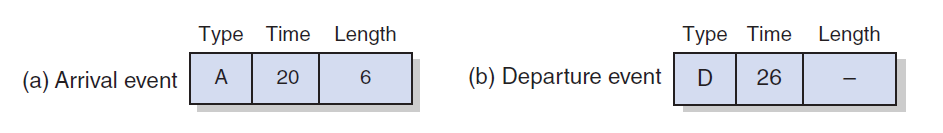 Type Time Length
(a) Arrival event A 20 6
Type Time Length
(b) Departure event D 26 –